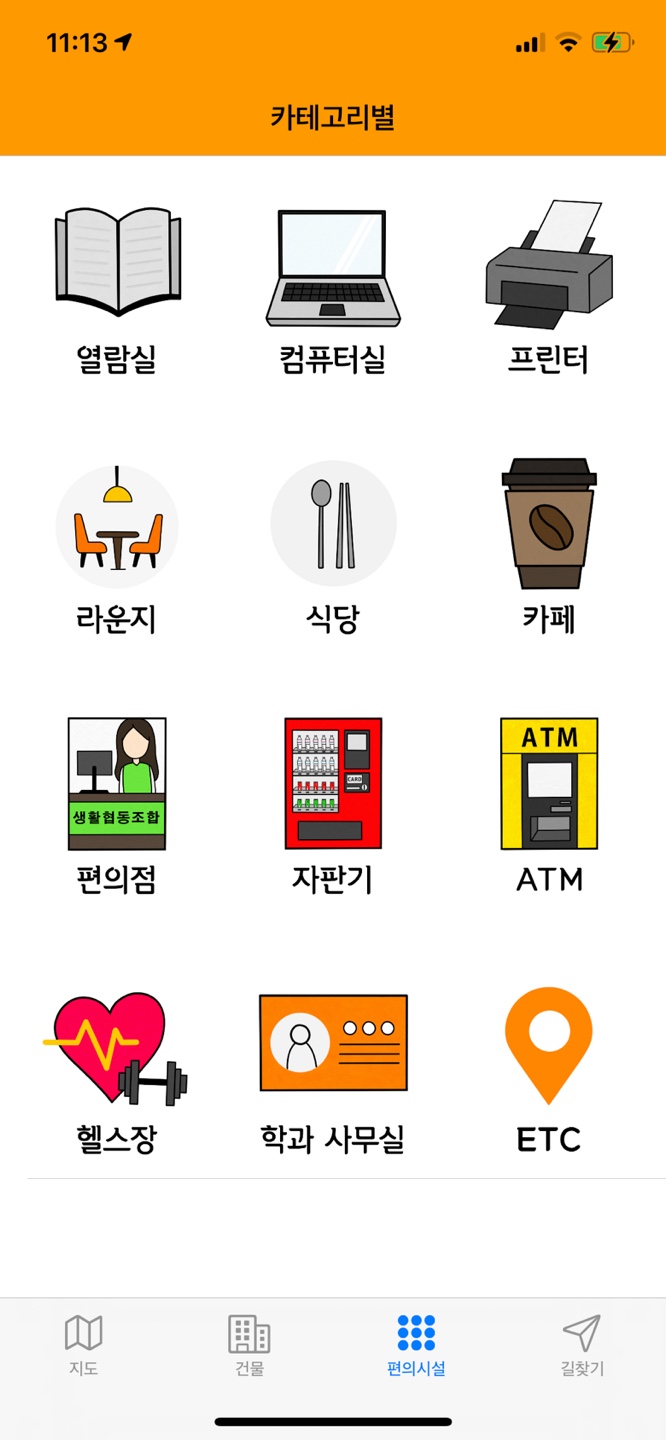 11:13
카테고리별
열람실
컴퓨터실
프린터
라운지
식당
카페
생활협동조합
편의점
CARD
자판기
ATM
ATM
헬스장
학과 사무실
ETC
지도
건물
편의시설
길찾기